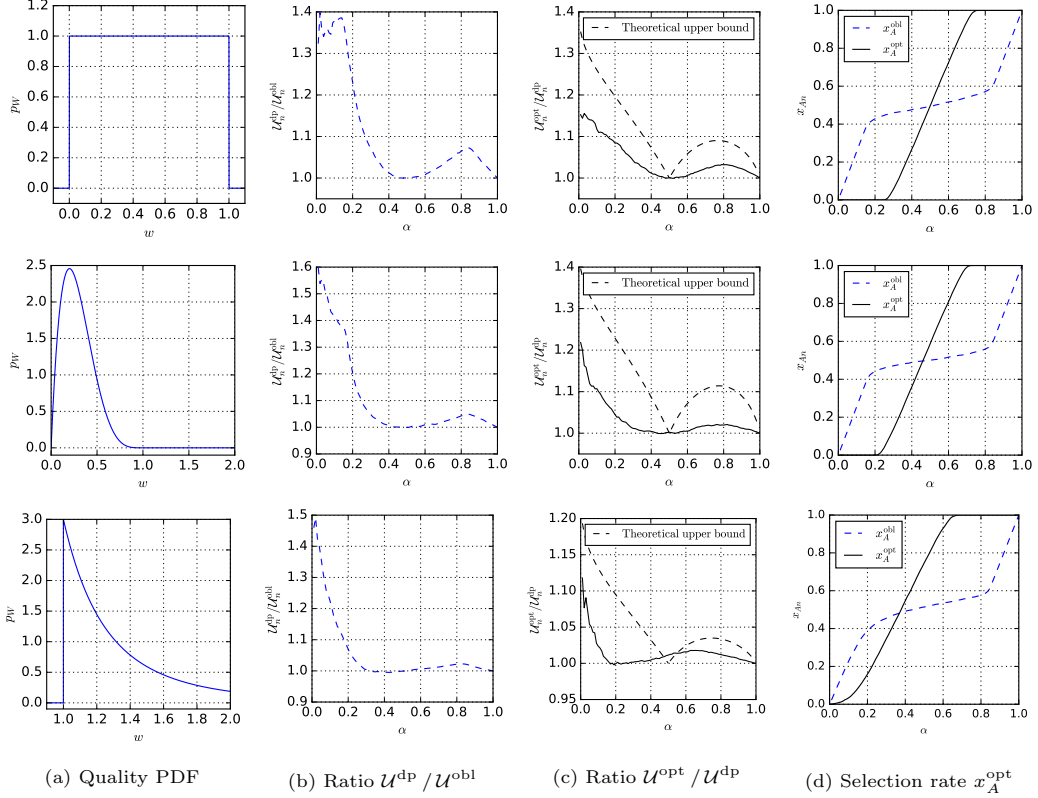 1.2
1.0
0.8
0.6
0.4
0.2
0.0
p_W
0.0 0.2 0.4 0.6 0.8 1.0
w
1.4
1.3
1.2
1.1
1.0
𝒰_n^dp / 𝒰_n^obl
0.0 0.2 0.4 0.6 0.8 1.0
α
1.4
1.3
1.2
1.1
1.0
𝒰_n^opt / 𝒰_n^dp
Theoretical upper bound
0.0 0.2 0.4 0.6 0.8 1.0
α
1.0
0.8
0.6
0.4
0.2
0.0
x_An
x_A^obl
x_A^opt
0.0 0.2 0.4 0.6 0.8 1.0
α
2.5
2.0
1.5
1.0
0.5
0.0
p_W
0.0 0.5 1.0 1.5 2.0
w
1.6
1.5
1.4
1.3
1.2
1.1
1.0
0.9
𝒰_n^dp / 𝒰_n^obl
0.0 0.2 0.4 0.6 0.8 1.0
α
1.4
1.3
1.2
1.1
1.0
𝒰_n^opt / 𝒰_n^dp
Theoretical upper bound
0.0 0.2 0.4 0.6 0.8 1.0
α
1.0
0.8
0.6
0.4
0.2
0.0
x_An
x_A^obl
x_A^opt
0.0 0.2 0.4 0.6 0.8 1.0
α
3.0
2.5
2.0
1.5
1.0
0.5
0.0
p_W
1.0 1.2 1.4 1.6 1.8 2.0
w
1.5
1.4
1.3
1.2
1.1
1.0
0.9
𝒰_n^dp / 𝒰_n^obl
0.0 0.2 0.4 0.6 0.8 1.0
α
1.20
1.15
1.10
1.05
1.00
0.95
𝒰_n^opt / 𝒰_n^dp
Theoretical upper bound
0.0 0.2 0.4 0.6 0.8 1.0
α
1.0
0.8
0.6
0.4
0.2
0.0
x_An
x_A^obl
x_A^opt
0.0 0.2 0.4 0.6 0.8 1.0
α
(a) Quality PDF
(b) Ratio 𝒰^dp / 𝒰^obl
(c) Ratio 𝒰^opt / 𝒰^dp
(d) Selection rate x_A^opt